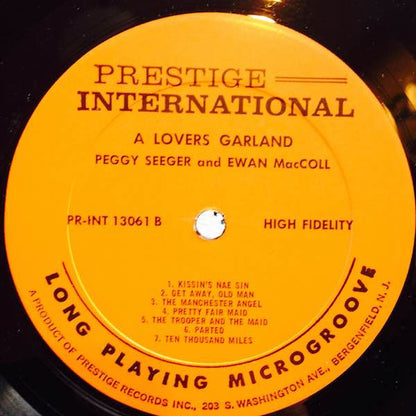 PRESTIGE
INTERNATIONAL
A LOVERS GARLAND
PEGGY SEEGER and EWAN MacCOLL
PR-INT 13061 B
HIGH FIDELITY
1. KISSIN'S NAE SIN
2. GET AWAY, OLD MAN
3. THE MANCHESTER ANGEL
4. PRETTY FAIR MAID
5. THE TROOPER AND THE MAID
6. PARTED
7. TEN THOUSAND MILES
LONG PLAYING MICROGROOVE
A PRODUCT OF PRESTIGE RECORDS INC., 203 S. WASHINGTON AVE., BERGENFIELD, N. J.